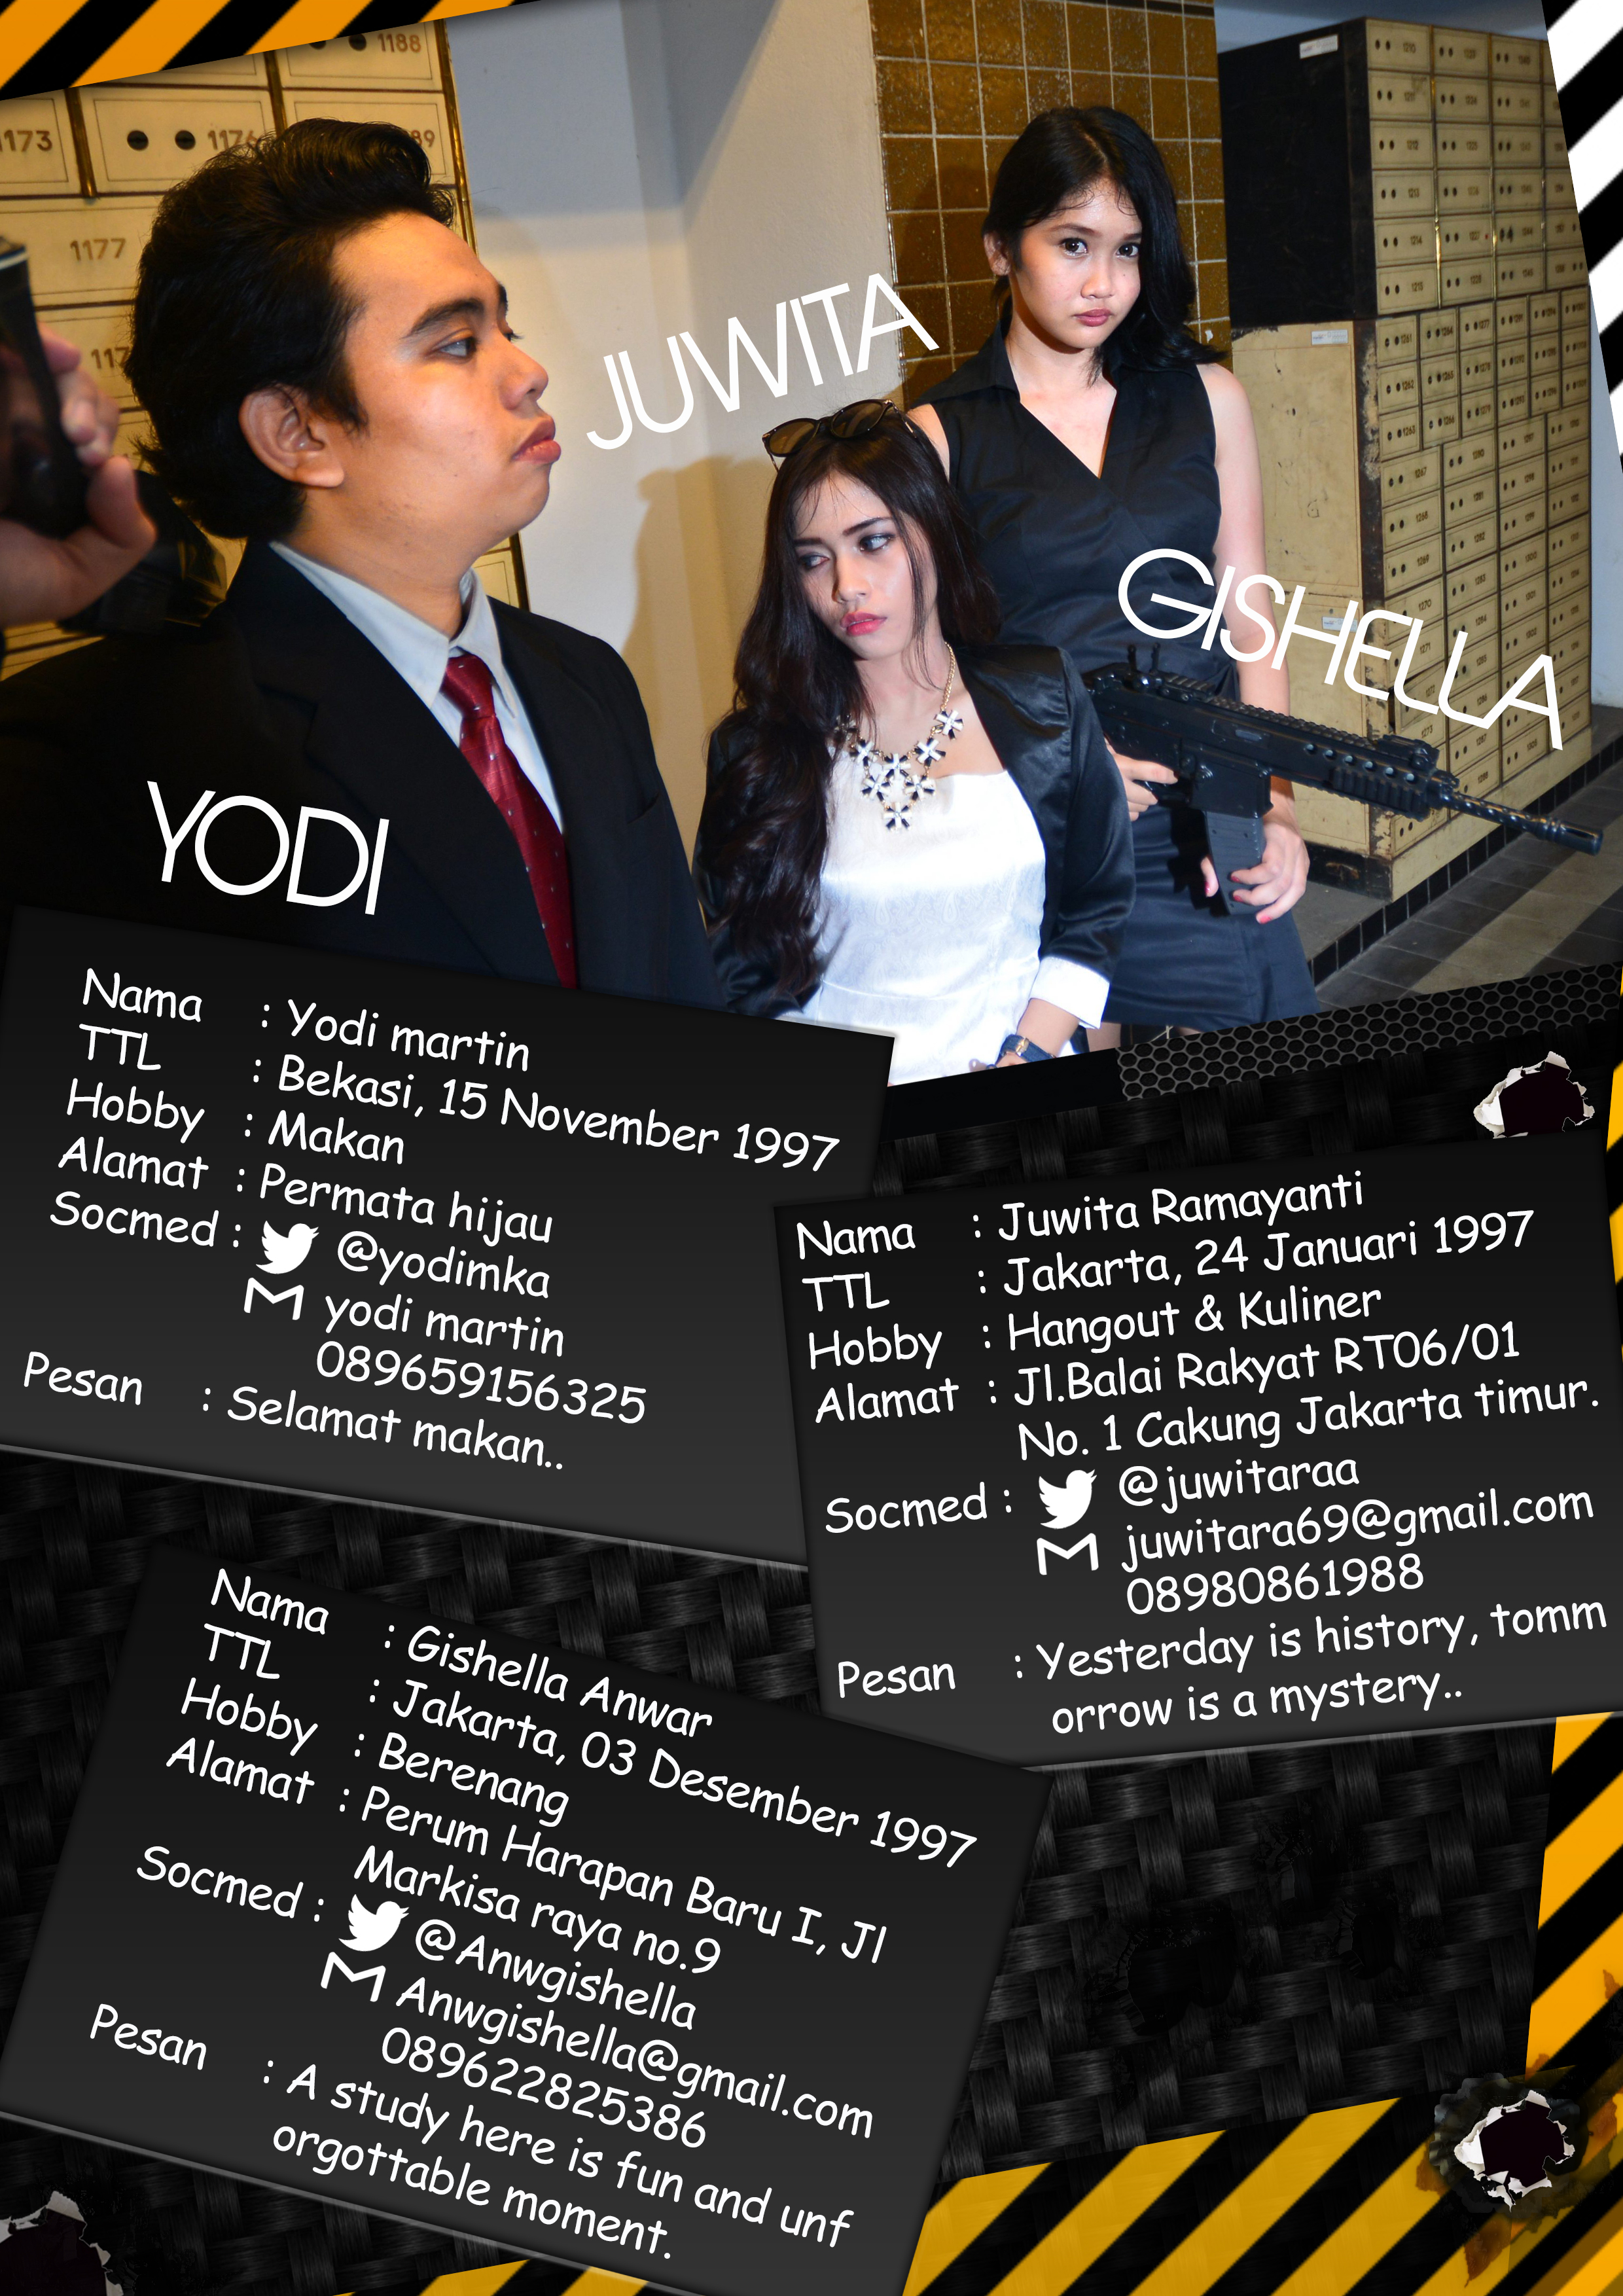 1188
1173
1176
1177
JUWITA
GISHELLA
YODI
Nama : Yodi martin
TTL : Bekasi, 15 November 1997
Hobby : Makan
Alamat : Permata hijau
Socmed : @yodimka
yodi martin
089659156325
Pesan : Selamat makan..
Nama : Juwita Ramayanti
TTL : Jakarta, 24 Januari 1997
Hobby : Hangout & Kuliner
Alamat : Jl.Balai Rakyat RT06/01
No. 1 Cakung Jakarta timur.
Socmed : @juwitaraa
juwitara69@gmail.com
08980861988
Pesan : Yesterday is history, tomm
orrow is a mystery..
Nama : Gishella Anwar
TTL : Jakarta, 03 Desember 1997
Hobby : Berenang
Alamat : Perum Harapan Baru I, Jl
Markisa raya no.9
Socmed : @Anwgishella
Anwgishella@gmail.com
089622825386
Pesan : A study here is fun and unf
orgottable moment.